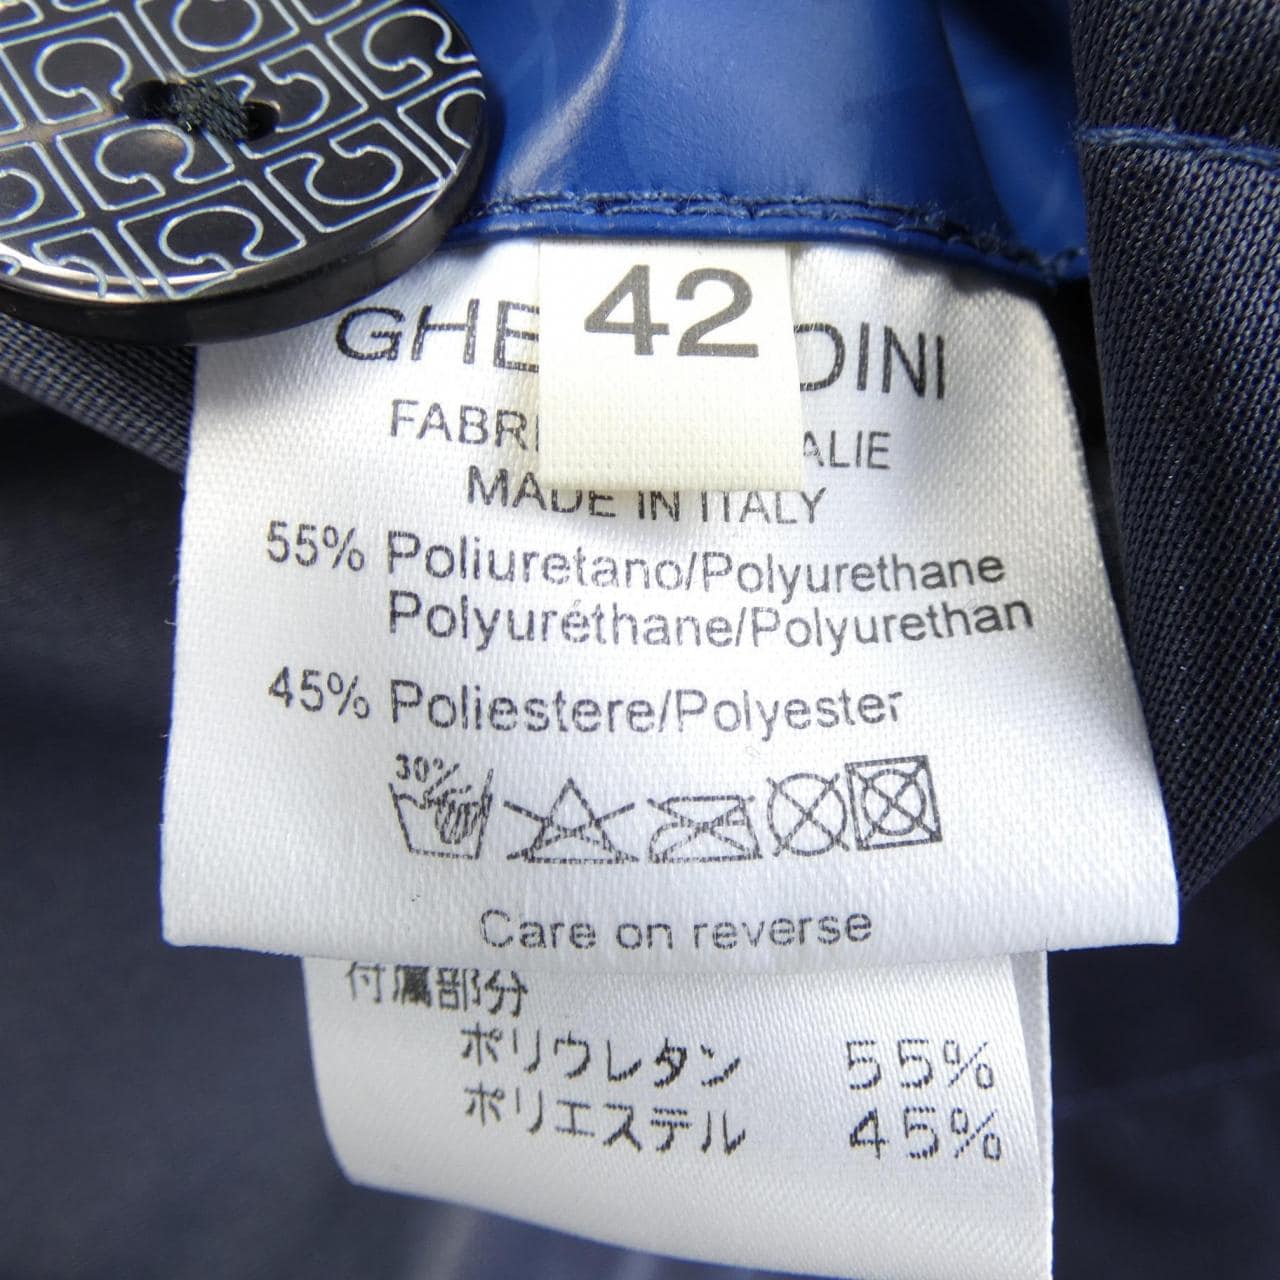 42
GHE DINI
FABRI ALIE
MADE IN ITALY
55% Poliuretano/Polyurethane
Polyuréthane/Polyurethan
45% Poliestere/Polyester
30°
Care on reverse
付属部分
ポリウレタン 55%
ポリエステル 45%